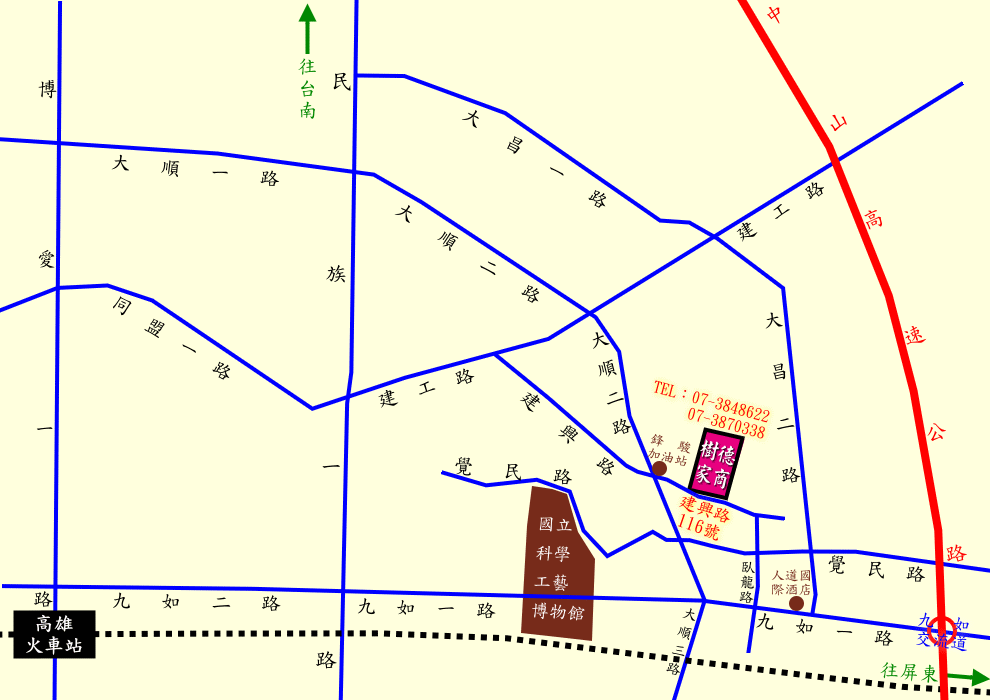 中山高速公路
往台南
博愛一路
民族一路
大昌一路
大順一路
大順二路
建工路
同盟一路
大昌二路
大順二路
建工路
建興路
TEL：07-3848622
07-3870338
鋒駿
加油站
樹德
家商
建興路
116號
覺民路
國立
科學
工藝
博物館
覺民路
臥龍路
人道國
際酒店
九如二路
九如一路
九如一路
大順三路
九如
交流道
高雄
火車站
往屏東